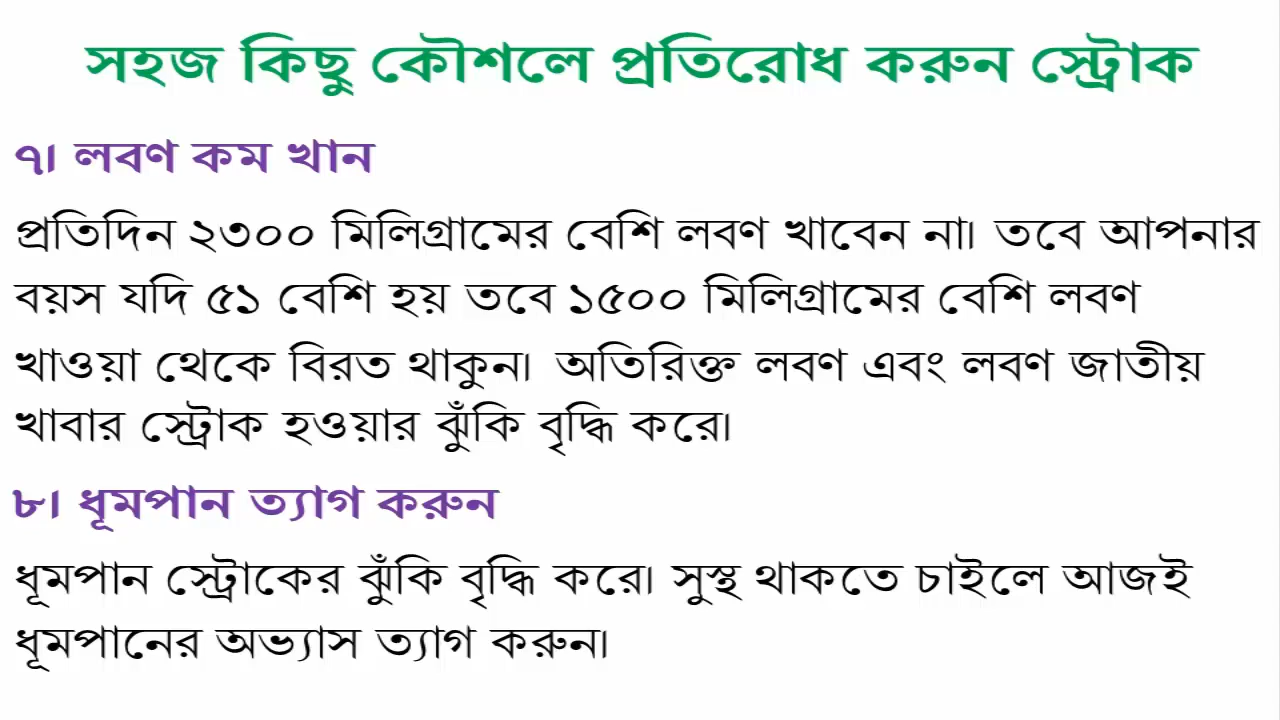 সহজ কিছু কৌশলে প্রতিরোধ করুন স্ট্রোক
৭। লবণ কম খান
প্রতিদিন ২৩০০ মিলিগ্রামের বেশি লবণ খাবেন না। তবে আপনার
বয়স যদি ৫১ বেশি হয় তবে ১৫০০ মিলিগ্রামের বেশি লবণ
খাওয়া থেকে বিরত থাকুন। অতিরিক্ত লবণ এবং লবণ জাতীয়
খাবার স্ট্রোক হওয়ার ঝুঁকি বৃদ্ধি করে।
৮। ধূমপান ত্যাগ করুন
ধূমপান স্ট্রোকের ঝুঁকি বৃদ্ধি করে। সুস্থ থাকতে চাইলে আজই
ধূমপানের অভ্যাস ত্যাগ করুন।